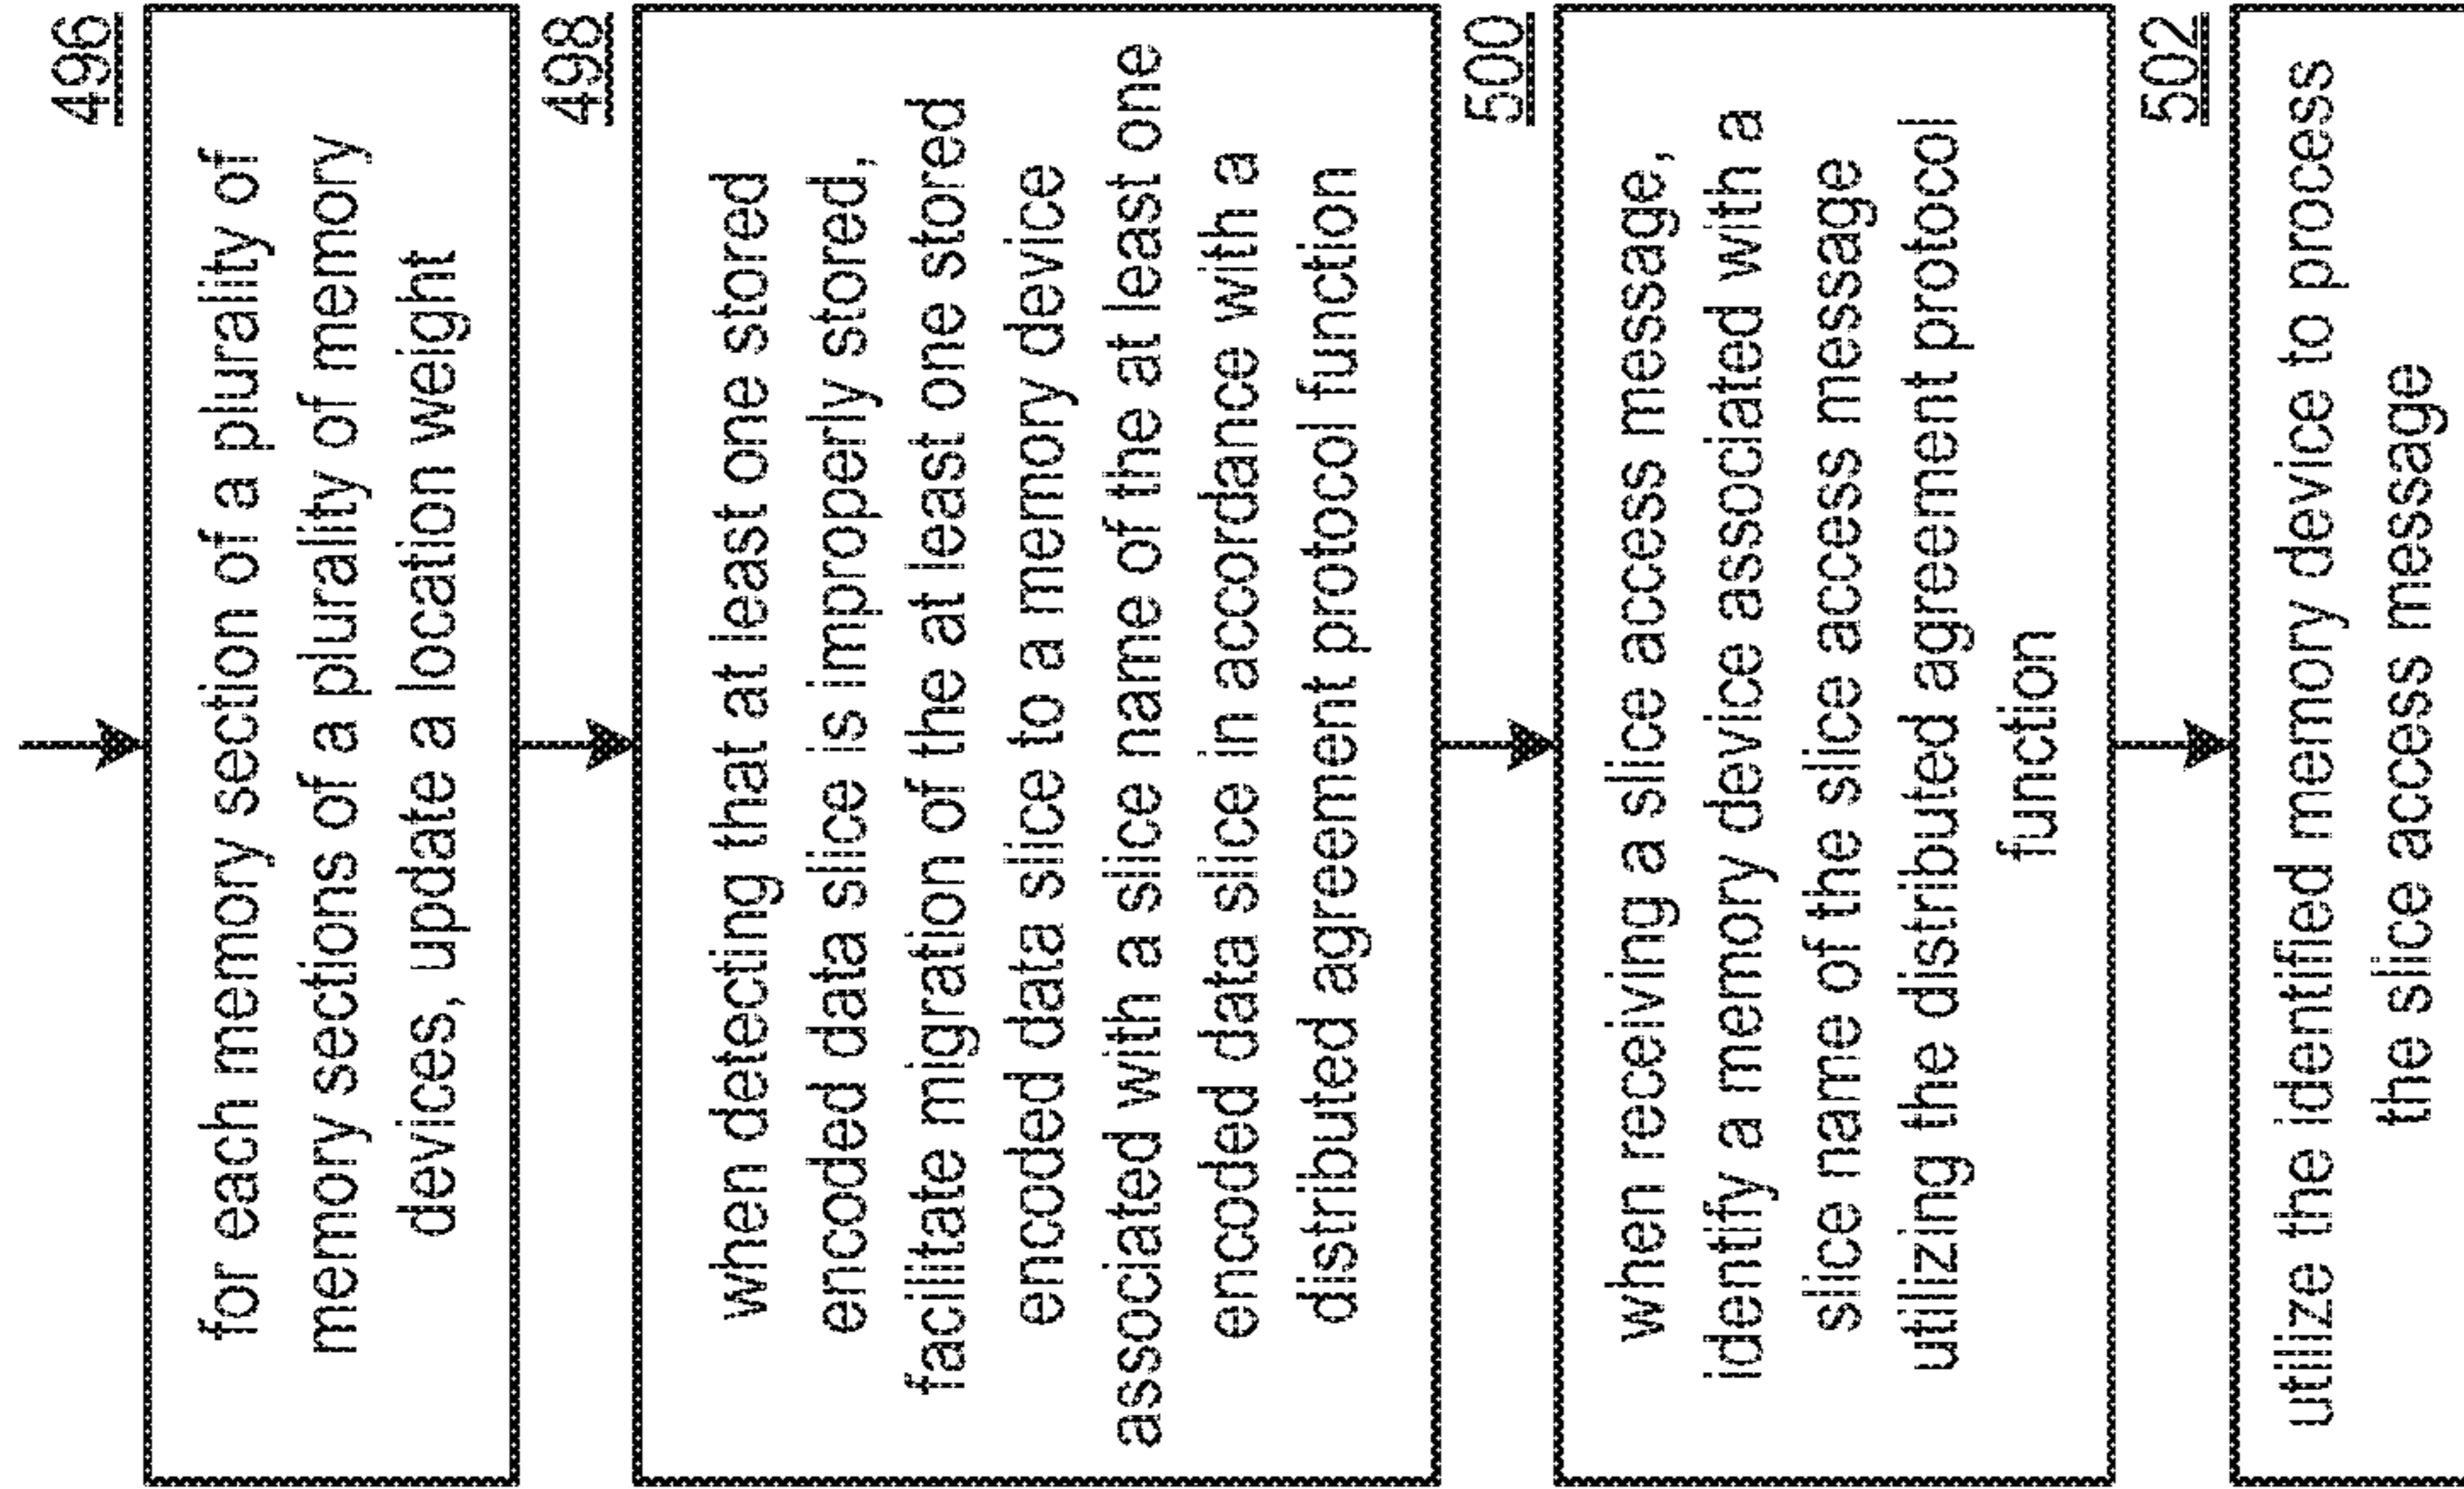 496
for each memory section of a plurality of
memory sections of a plurality of memory
devices, update a location weight
498
when detecting that at least one stored
encoded data slice is improperly stored,
facilitate migration of the at least one stored
encoded data slice to a memory device
associated with a slice name of the at least one
encoded data slice in accordance with a
distributed agreement protocol function
500
when receiving a slice access message,
identify a memory device associated with a
slice name of the slice access message
utilizing the distributed agreement protocol
function
502
utilize the identified memory device to process
the slice access message